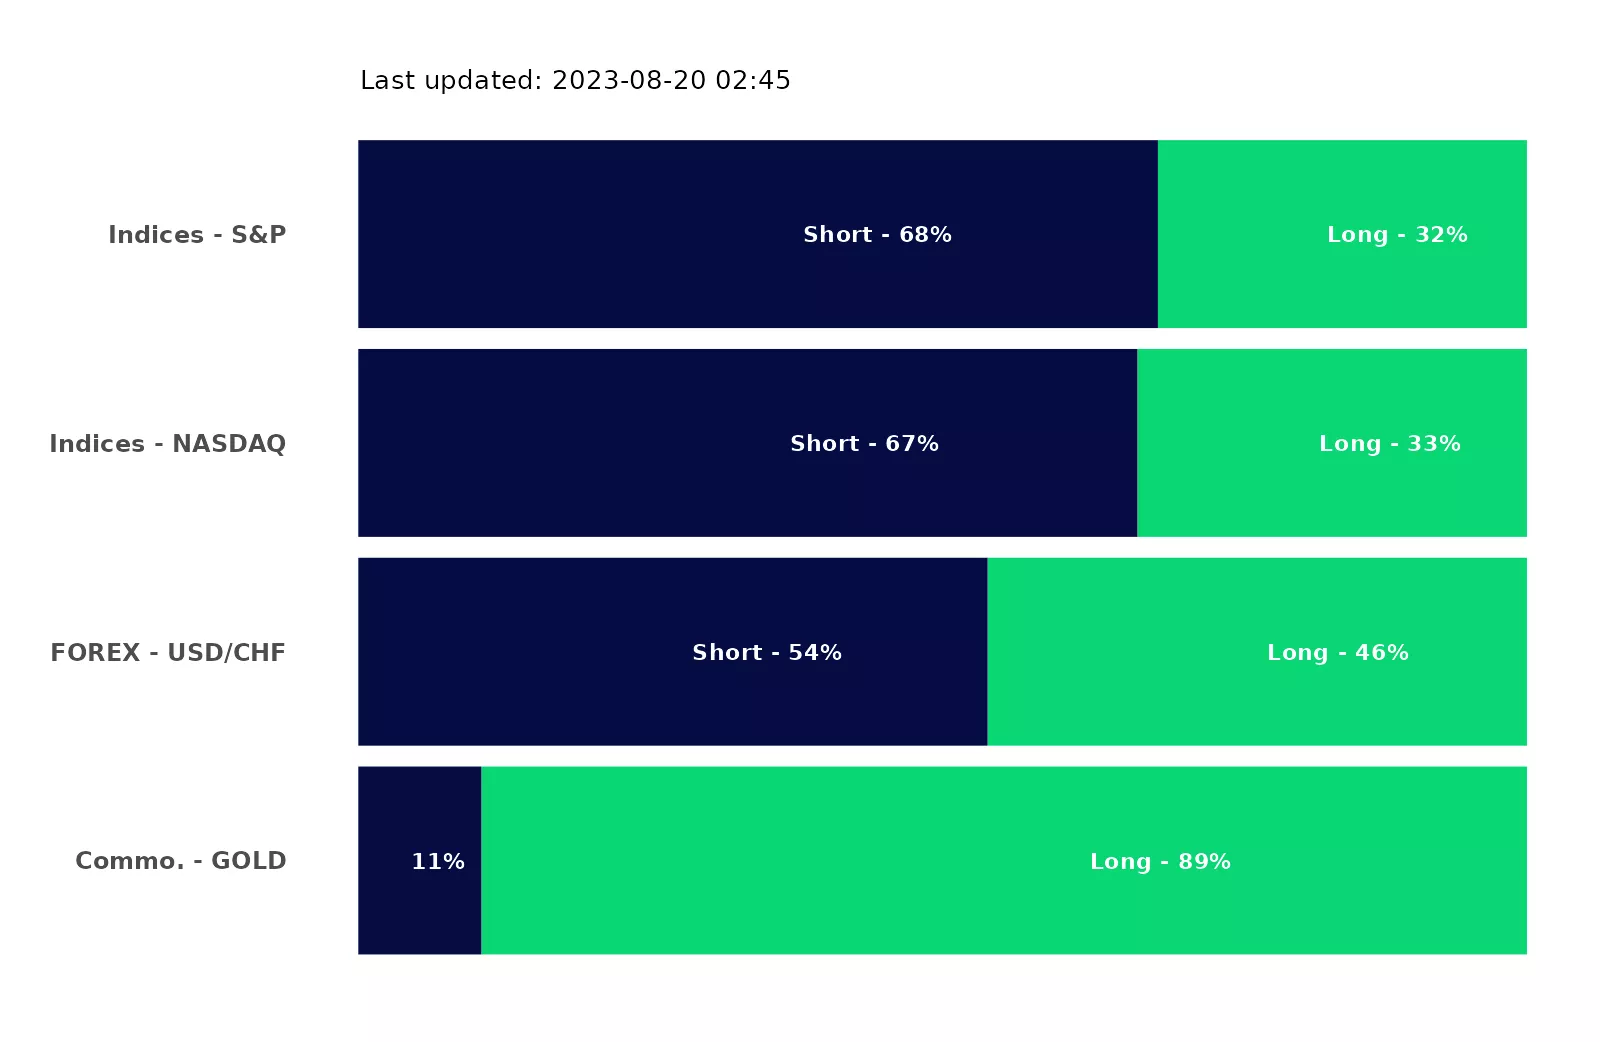 Last updated: 2023-08-20 02:45
Indices - S&P
Short - 68%
Long - 32%
Indices - NASDAQ
Short - 67%
Long - 33%
FOREX - USD/CHF
Short - 54%
Long - 46%
Commo. - GOLD
11%
Long - 89%